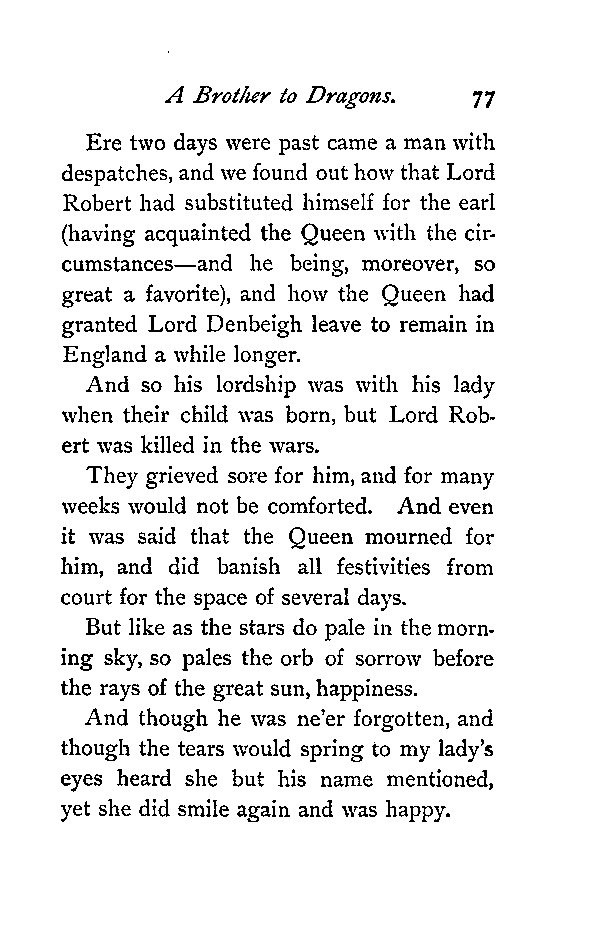 A Brother to Dragons. 77
Ere two days were past came a man with
despatches, and we found out how that Lord
Robert had substituted himself for the earl
(having acquainted the Queen with the cir-
cumstances—and he being, moreover, so
great a favorite), and how the Queen had
granted Lord Denbeigh leave to remain in
England a while longer.
And so his lordship was with his lady
when their child was born, but Lord Rob-
ert was killed in the wars.
They grieved sore for him, and for many
weeks would not be comforted. And even
it was said that the Queen mourned for
him, and did banish all festivities from
court for the space of several days.
But like as the stars do pale in the morn-
ing sky, so pales the orb of sorrow before
the rays of the great sun, happiness.
And though he was ne'er forgotten, and
though the tears would spring to my lady's
eyes heard she but his name mentioned,
yet she did smile again and was happy.